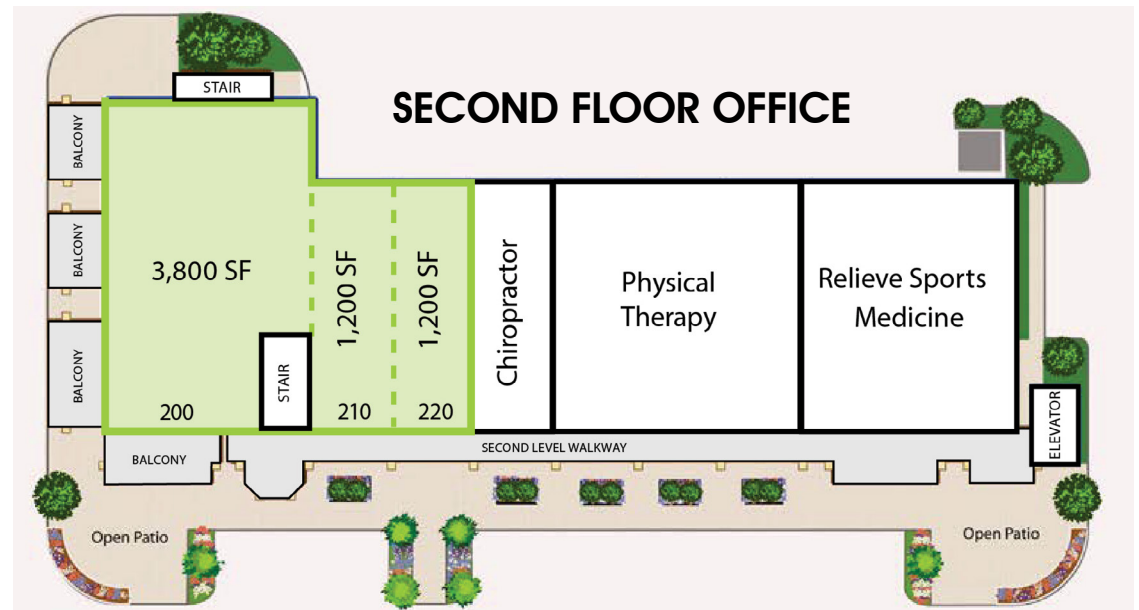 STAIR
SECOND FLOOR OFFICE
BALCONY
BALCONY
BALCONY
3,800 SF
1,200 SF
1,200 SF
Chiropractor
Physical
Therapy
Relieve Sports
Medicine
STAIR
200
210
220
ELEVATOR
SECOND LEVEL WALKWAY
BALCONY
Open Patio
Open Patio